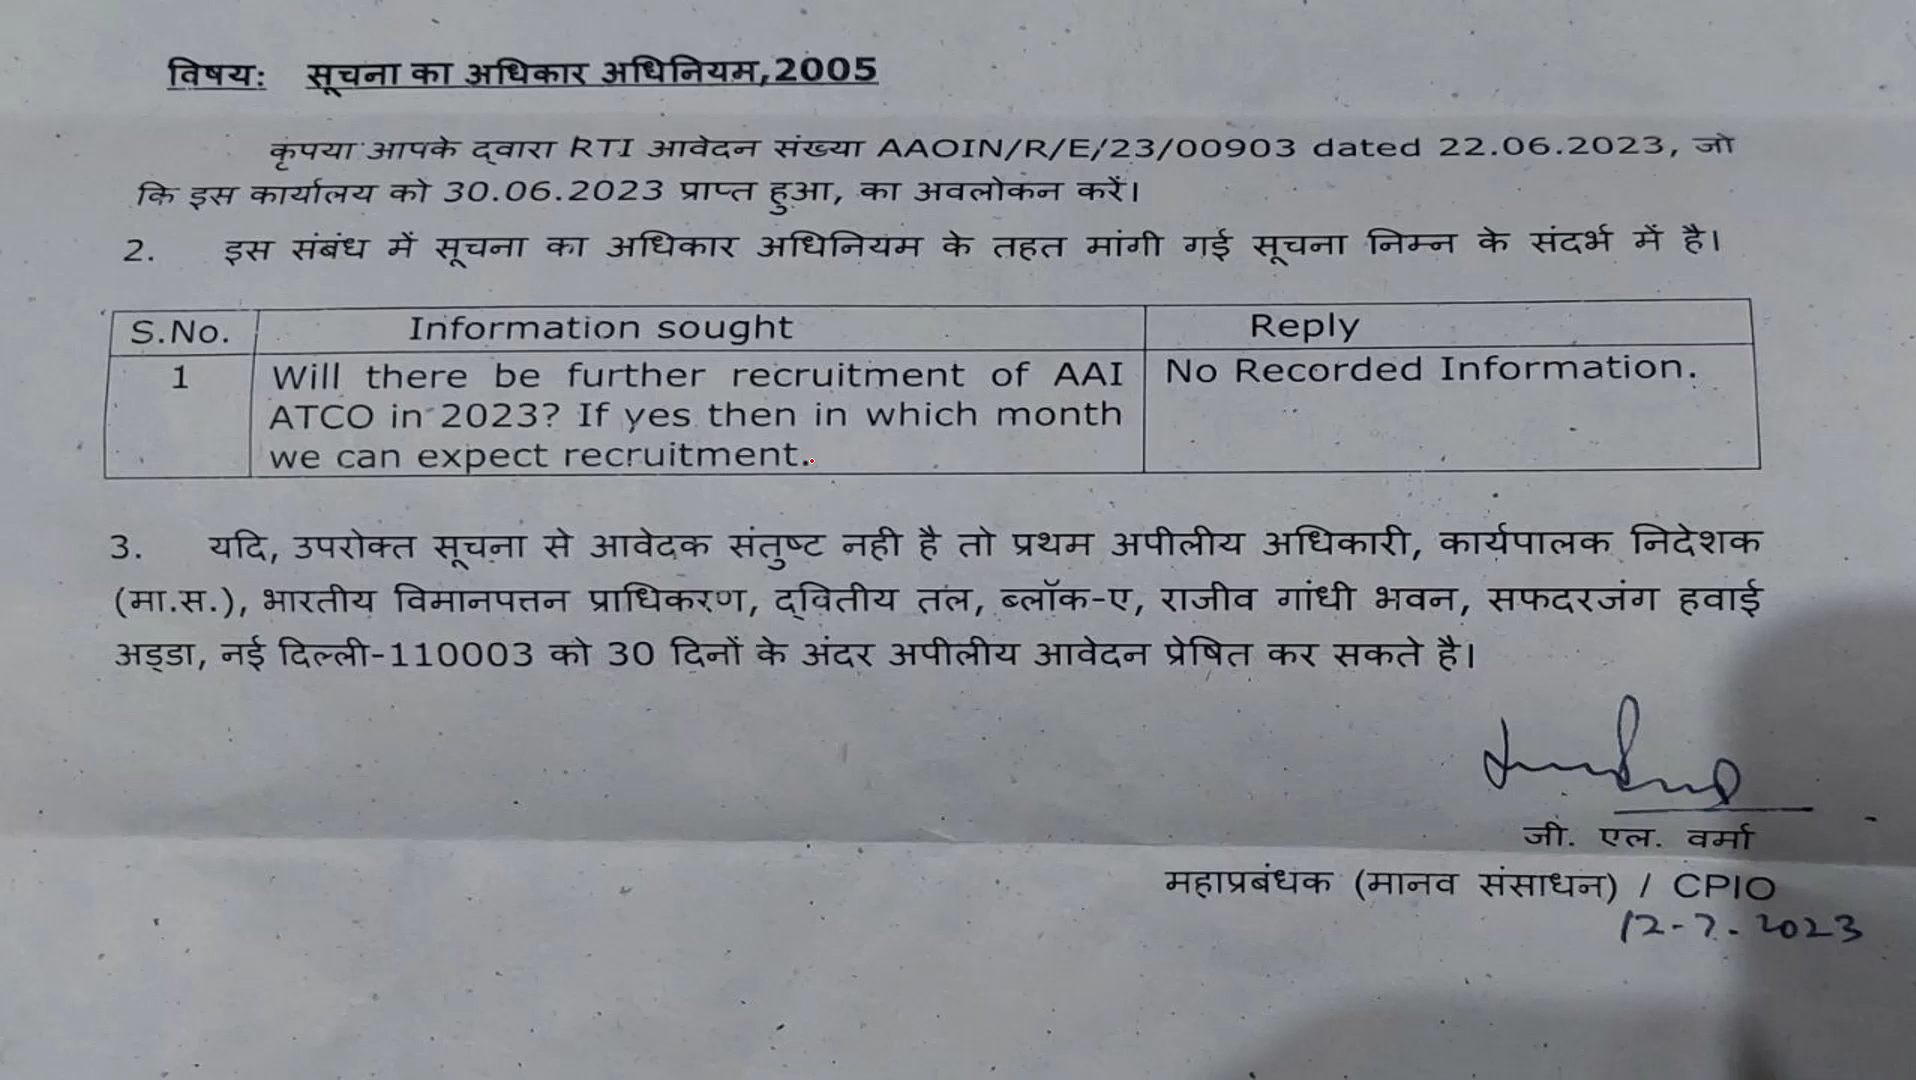 विषय: सूचना का अधिकार अधिनियम,2005
कृपया आपके द्वारा RTI आवेदन संख्या AAOIN/R/E/23/00903 dated 22.06.2023, जो
कि इस कार्यालय को 30.06.2023 प्राप्त हुआ, का अवलोकन करें।
2. इस संबंध में सूचना का अधिकार अधिनियम के तहत मांगी गई सूचना निम्न के संदर्भ में है।
S.No. Information sought Reply
1 Will there be further recruitment of AAI No Recorded Information.
ATCO in 2023? If yes then in which month
we can expect recruitment.
3. यदि, उपरोक्त सूचना से आवेदक संतुष्ट नही है तो प्रथम अपीलीय अधिकारी, कार्यपालक निदेशक
(मा.स.), भारतीय विमानपत्तन प्राधिकरण, द्वितीय तल, ब्लॉक-ए, राजीव गांधी भवन, सफदरजंग हवाई
अड्डा, नई दिल्ली-110003 को 30 दिनों के अंदर अपीलीय आवेदन प्रेषित कर सकते है।
जी. एल. वर्मा
महाप्रबंधक (मानव संसाधन) / CPIO
12-7-2023